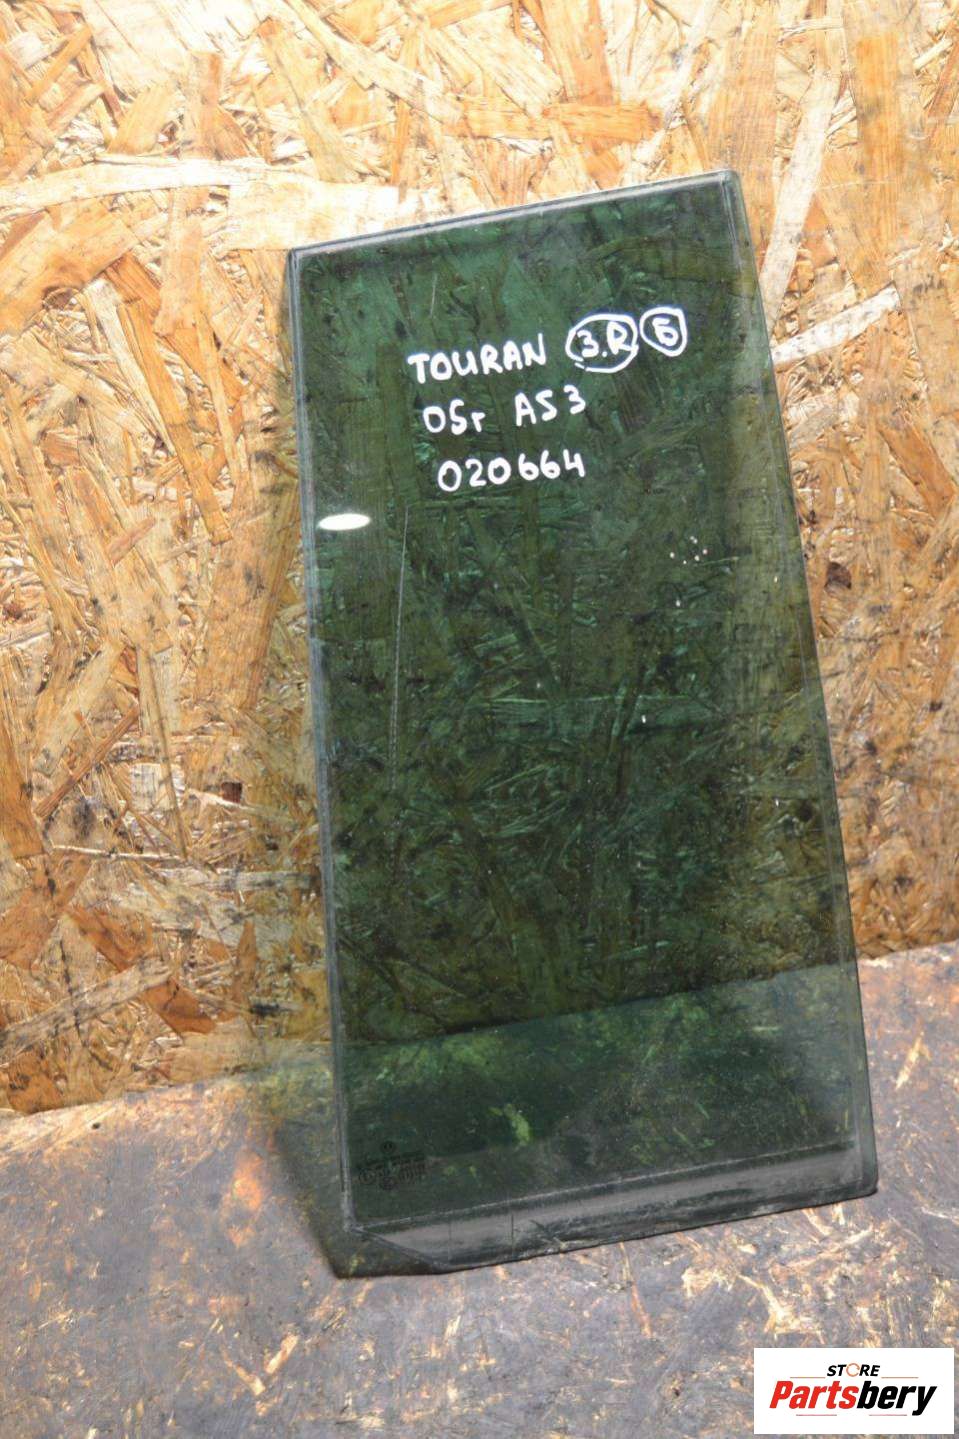 TOURAN 3.R Б
05г AS3
020664
STORE
Partsbery